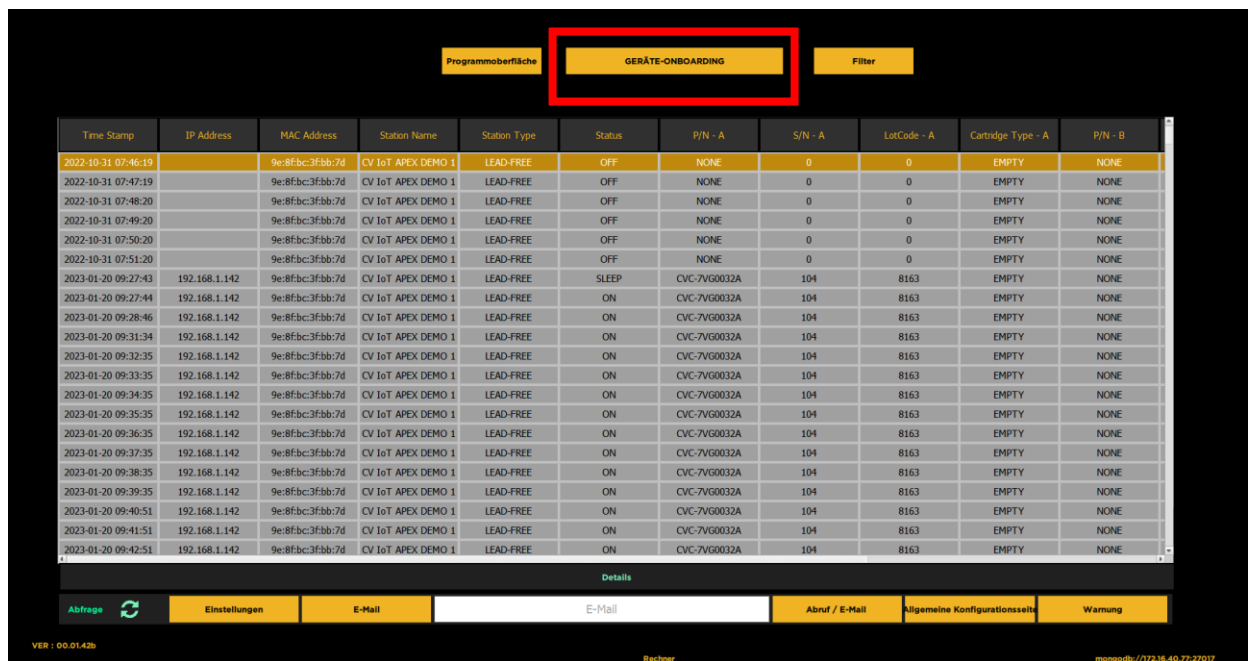 Programmoberfläche GERÄTE-ONBOARDING Filter
Time Stamp IP Address MAC Address Station Name Station Type Status P/N - A S/N - A LotCode - A Cartridge Type - A P/N - B
2022-10-31 07:46:19 9e:8f:bc:3f:bb:7d CV IoT APEX DEMO 1 LEAD-FREE OFF NONE 0 0 EMPTY NONE
2022-10-31 07:47:19 9e:8f:bc:3f:bb:7d CV IoT APEX DEMO 1 LEAD-FREE OFF NONE 0 0 EMPTY NONE
2022-10-31 07:48:20 9e:8f:bc:3f:bb:7d CV IoT APEX DEMO 1 LEAD-FREE OFF NONE 0 0 EMPTY NONE
2022-10-31 07:49:20 9e:8f:bc:3f:bb:7d CV IoT APEX DEMO 1 LEAD-FREE OFF NONE 0 0 EMPTY NONE
2022-10-31 07:50:20 9e:8f:bc:3f:bb:7d CV IoT APEX DEMO 1 LEAD-FREE OFF NONE 0 0 EMPTY NONE
2022-10-31 07:51:20 9e:8f:bc:3f:bb:7d CV IoT APEX DEMO 1 LEAD-FREE OFF NONE 0 0 EMPTY NONE
2023-01-20 09:27:43 192.168.1.142 9e:8f:bc:3f:bb:7d CV IoT APEX DEMO 1 LEAD-FREE SLEEP CVC-7VG0032A 104 8163 EMPTY NONE
2023-01-20 09:27:44 192.168.1.142 9e:8f:bc:3f:bb:7d CV IoT APEX DEMO 1 LEAD-FREE ON CVC-7VG0032A 104 8163 EMPTY NONE
2023-01-20 09:28:46 192.168.1.142 9e:8f:bc:3f:bb:7d CV IoT APEX DEMO 1 LEAD-FREE ON CVC-7VG0032A 104 8163 EMPTY NONE
2023-01-20 09:31:34 192.168.1.142 9e:8f:bc:3f:bb:7d CV IoT APEX DEMO 1 LEAD-FREE ON CVC-7VG0032A 104 8163 EMPTY NONE
2023-01-20 09:32:35 192.168.1.142 9e:8f:bc:3f:bb:7d CV IoT APEX DEMO 1 LEAD-FREE ON CVC-7VG0032A 104 8163 EMPTY NONE
2023-01-20 09:33:35 192.168.1.142 9e:8f:bc:3f:bb:7d CV IoT APEX DEMO 1 LEAD-FREE ON CVC-7VG0032A 104 8163 EMPTY NONE
2023-01-20 09:34:35 192.168.1.142 9e:8f:bc:3f:bb:7d CV IoT APEX DEMO 1 LEAD-FREE ON CVC-7VG0032A 104 8163 EMPTY NONE
2023-01-20 09:35:35 192.168.1.142 9e:8f:bc:3f:bb:7d CV IoT APEX DEMO 1 LEAD-FREE ON CVC-7VG0032A 104 8163 EMPTY NONE
2023-01-20 09:36:35 192.168.1.142 9e:8f:bc:3f:bb:7d CV IoT APEX DEMO 1 LEAD-FREE ON CVC-7VG0032A 104 8163 EMPTY NONE
2023-01-20 09:37:35 192.168.1.142 9e:8f:bc:3f:bb:7d CV IoT APEX DEMO 1 LEAD-FREE ON CVC-7VG0032A 104 8163 EMPTY NONE
2023-01-20 09:38:35 192.168.1.142 9e:8f:bc:3f:bb:7d CV IoT APEX DEMO 1 LEAD-FREE ON CVC-7VG0032A 104 8163 EMPTY NONE
2023-01-20 09:39:35 192.168.1.142 9e:8f:bc:3f:bb:7d CV IoT APEX DEMO 1 LEAD-FREE ON CVC-7VG0032A 104 8163 EMPTY NONE
2023-01-20 09:40:51 192.168.1.142 9e:8f:bc:3f:bb:7d CV IoT APEX DEMO 1 LEAD-FREE ON CVC-7VG0032A 104 8163 EMPTY NONE
2023-01-20 09:41:51 192.168.1.142 9e:8f:bc:3f:bb:7d CV IoT APEX DEMO 1 LEAD-FREE ON CVC-7VG0032A 104 8163 EMPTY NONE
2023-01-20 09:42:51 192.168.1.142 9e:8f:bc:3f:bb:7d CV IoT APEX DEMO 1 LEAD-FREE ON CVC-7VG0032A 104 8163 EMPTY NONE
Details
Abfrage Einstellungen E-Mail E-Mail Abruf / E-Mail Allgemeine Konfigurationsseite Warnung
VER : 00.01.42b Rechner mongodb://172.16.40.77:27017